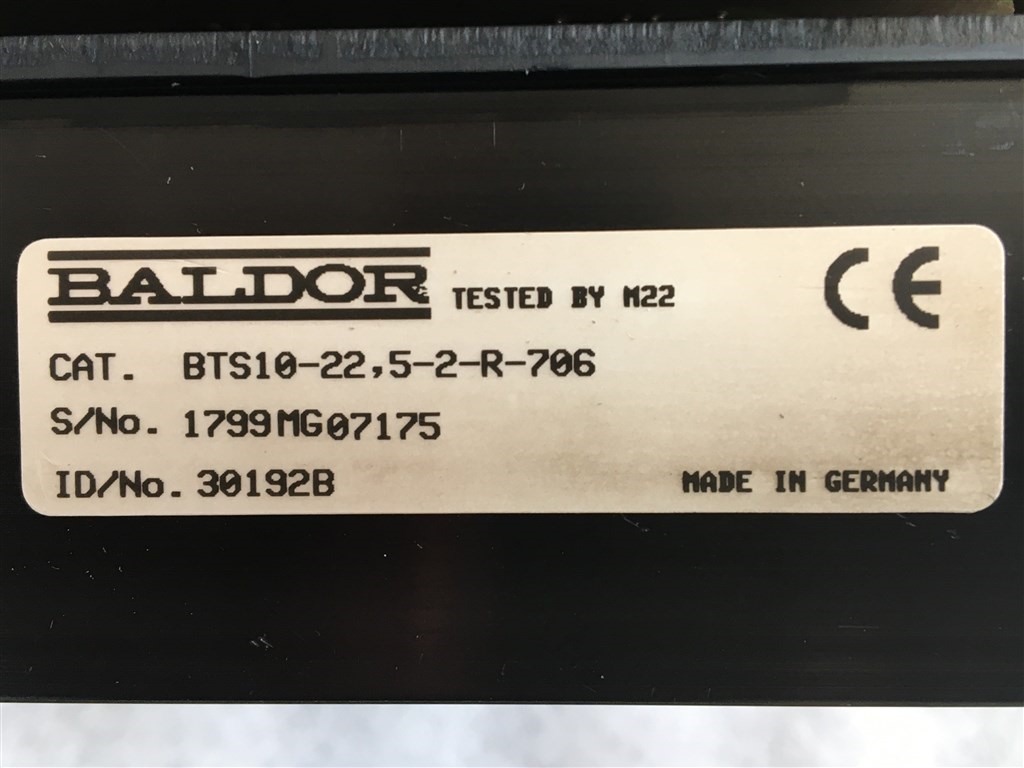 BALDOR TESTED BY M22 CE
CAT. BTS10-22,5-2-R-706
S/No. 1799MG07175
ID/No. 30192B MADE IN GERMANY